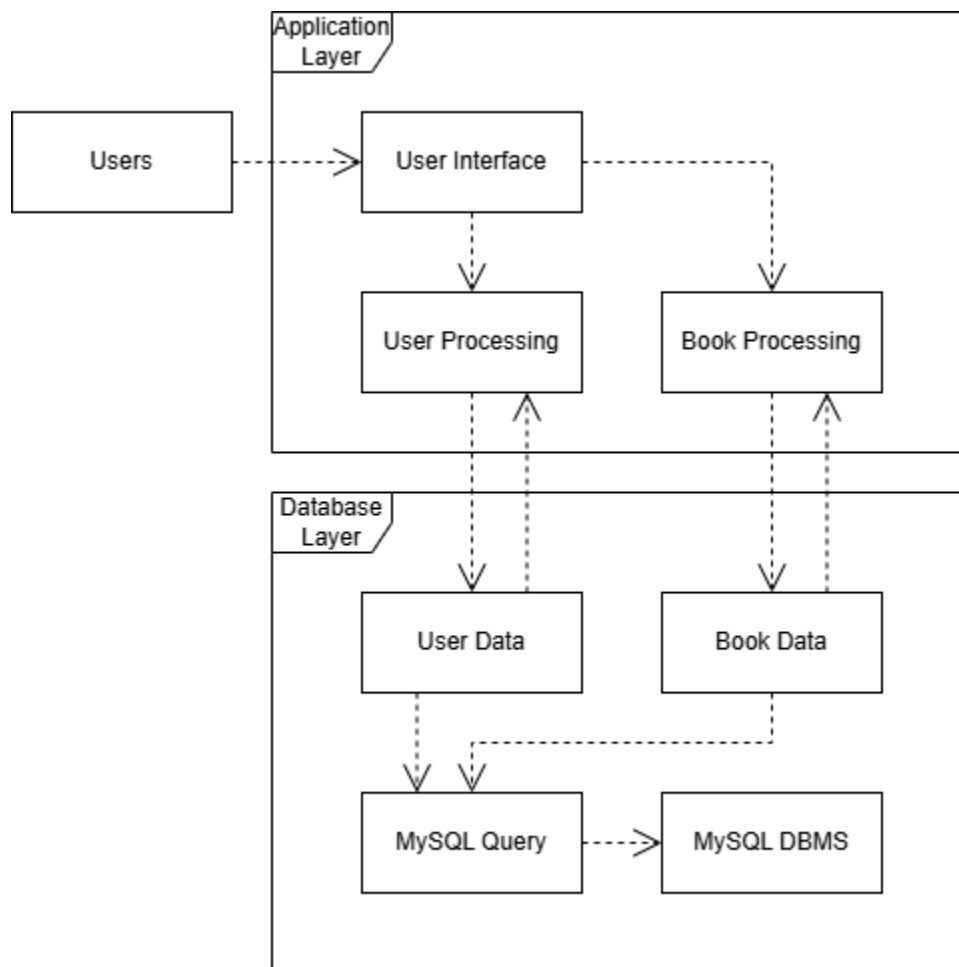 Application
Layer
Users
User Interface
User Processing
Book Processing
Database
Layer
User Data
Book Data
MySQL Query
MySQL DBMS